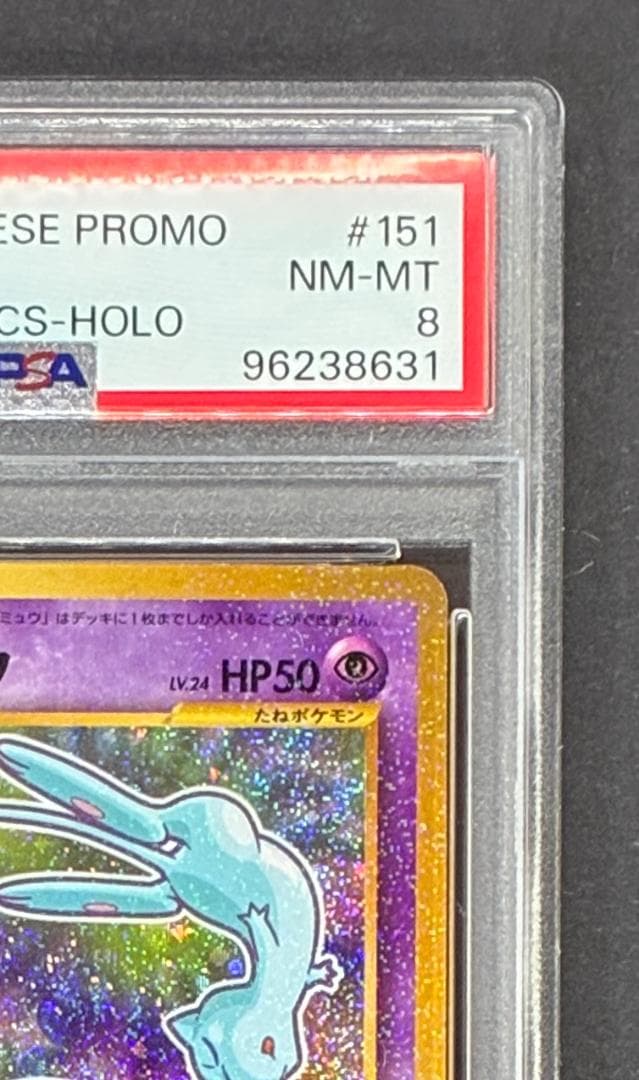 ESE PROMO #151
NM-MT
CS-HOLO 8
PSA 96238631
ミュウ」はデッキに1枚までしか入れることができません。
LV.24 HP50
たねポケモン